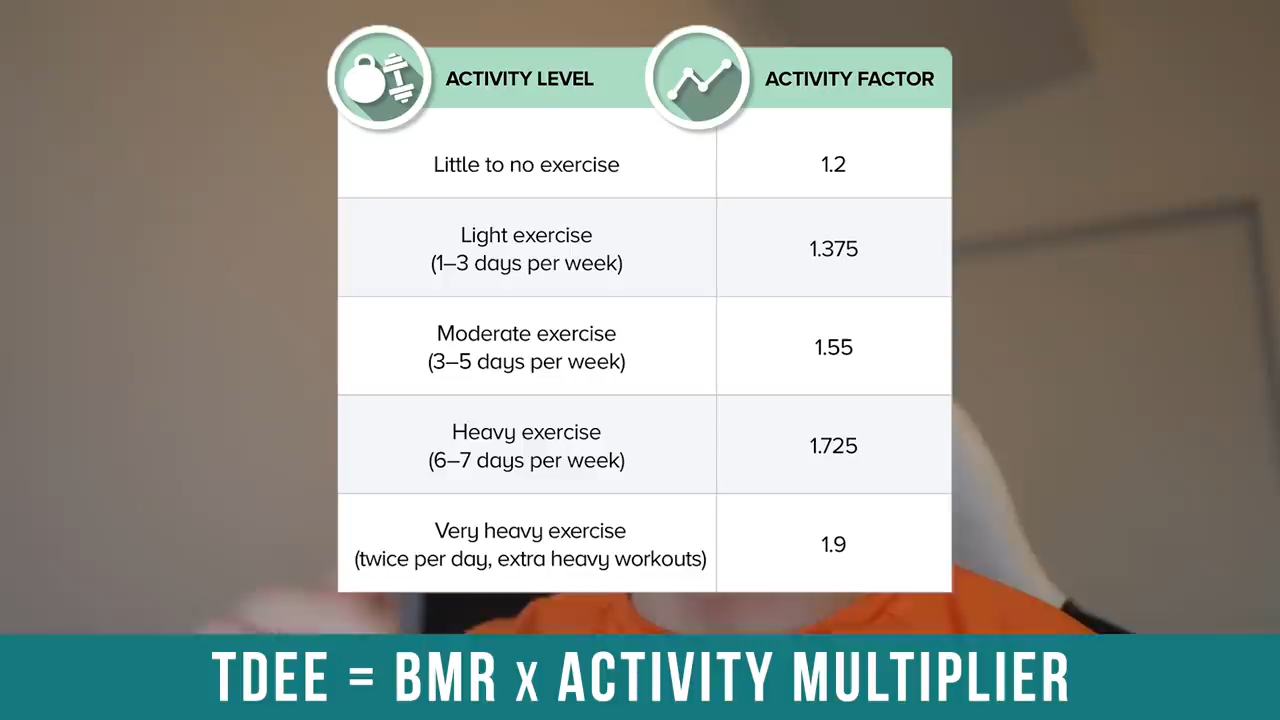 ACTIVITY LEVEL ACTIVITY FACTOR
Little to no exercise 1.2
Light exercise
(1–3 days per week) 1.375
Moderate exercise
(3–5 days per week) 1.55
Heavy exercise
(6–7 days per week) 1.725
Very heavy exercise
(twice per day, extra heavy workouts) 1.9
TDEE = BMR x ACTIVITY MULTIPLIER